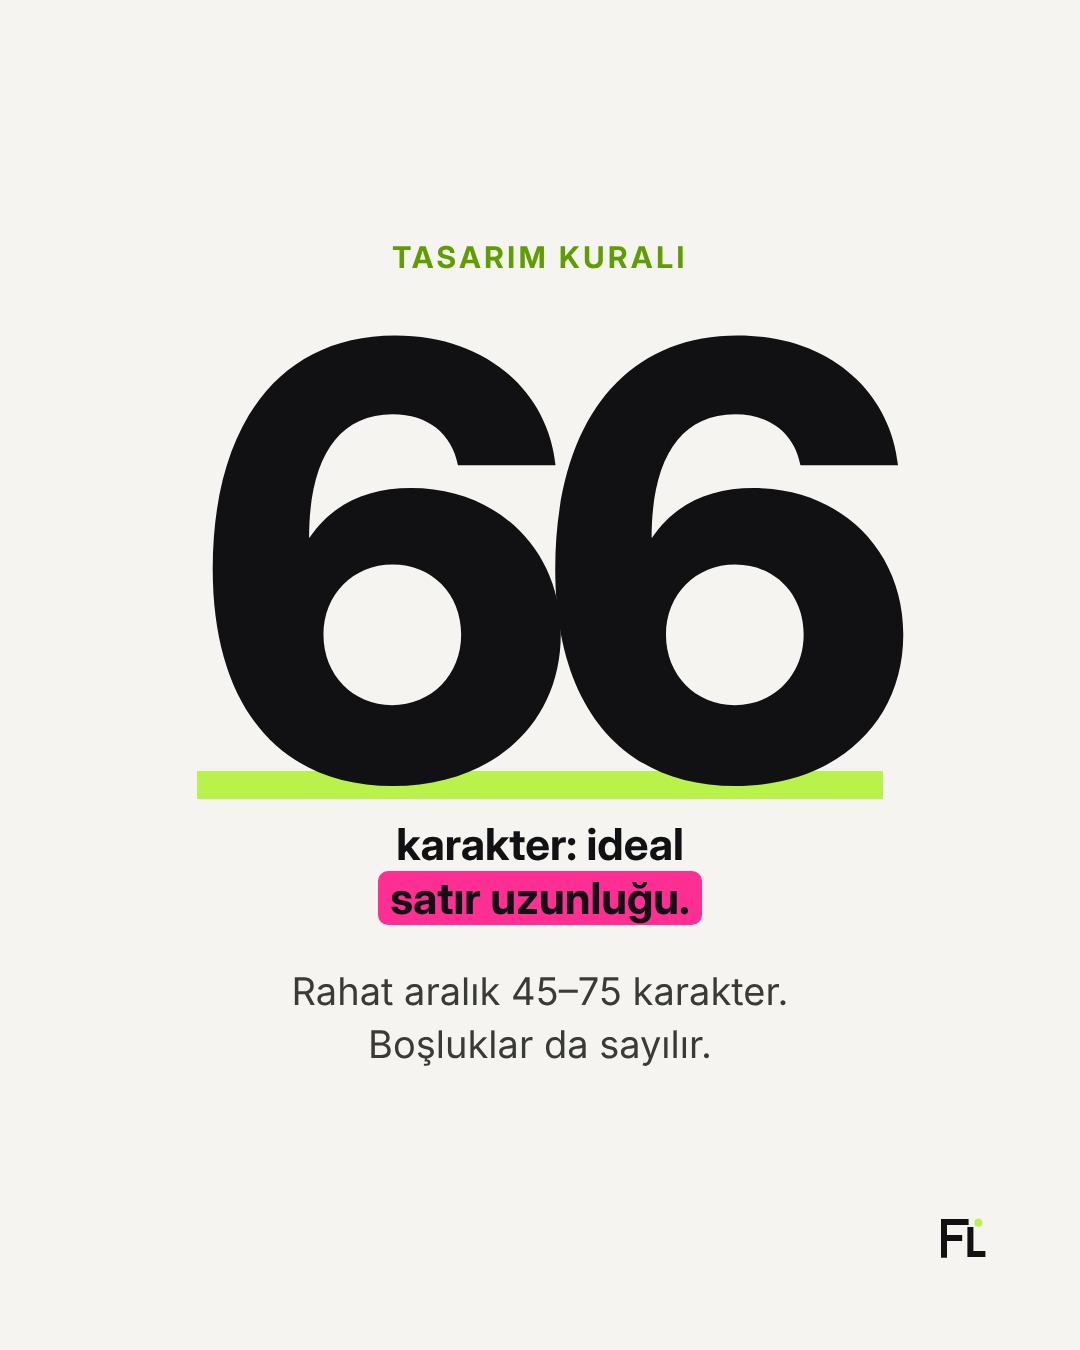 TASARIM KURALI
66
karakter: ideal
satır uzunluğu.
Rahat aralık 45–75 karakter.
Boşluklar da sayılır.
FL